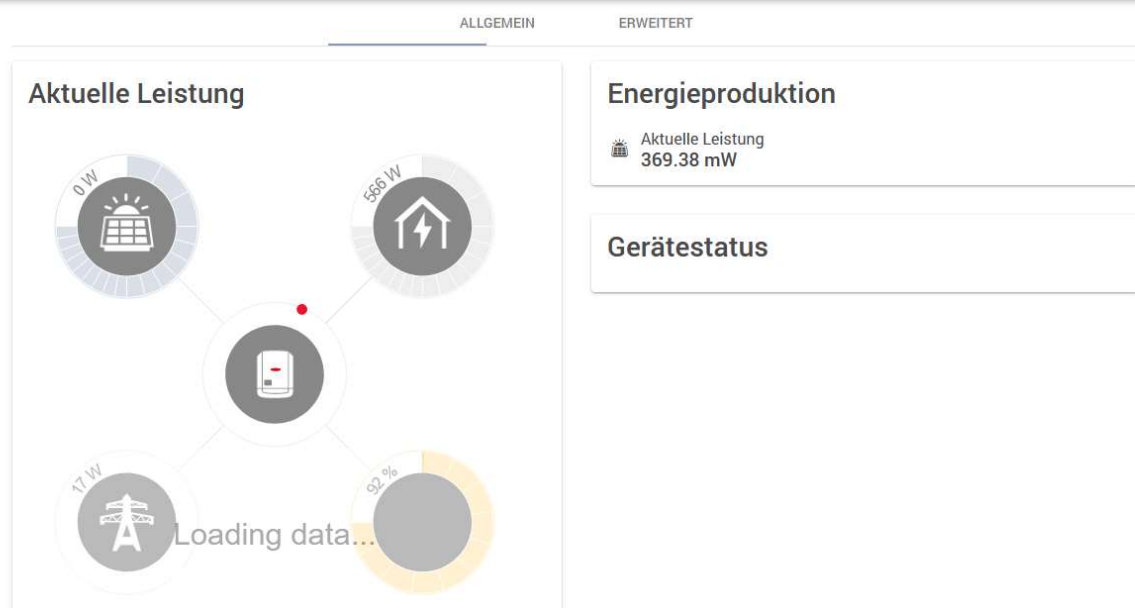 ALLGEMEIN
ERWEITERT
Aktuelle Leistung
0 W
566 W
17 W
92 %
Loading data...
Energieproduktion
Aktuelle Leistung
369.38 mW
Gerätestatus